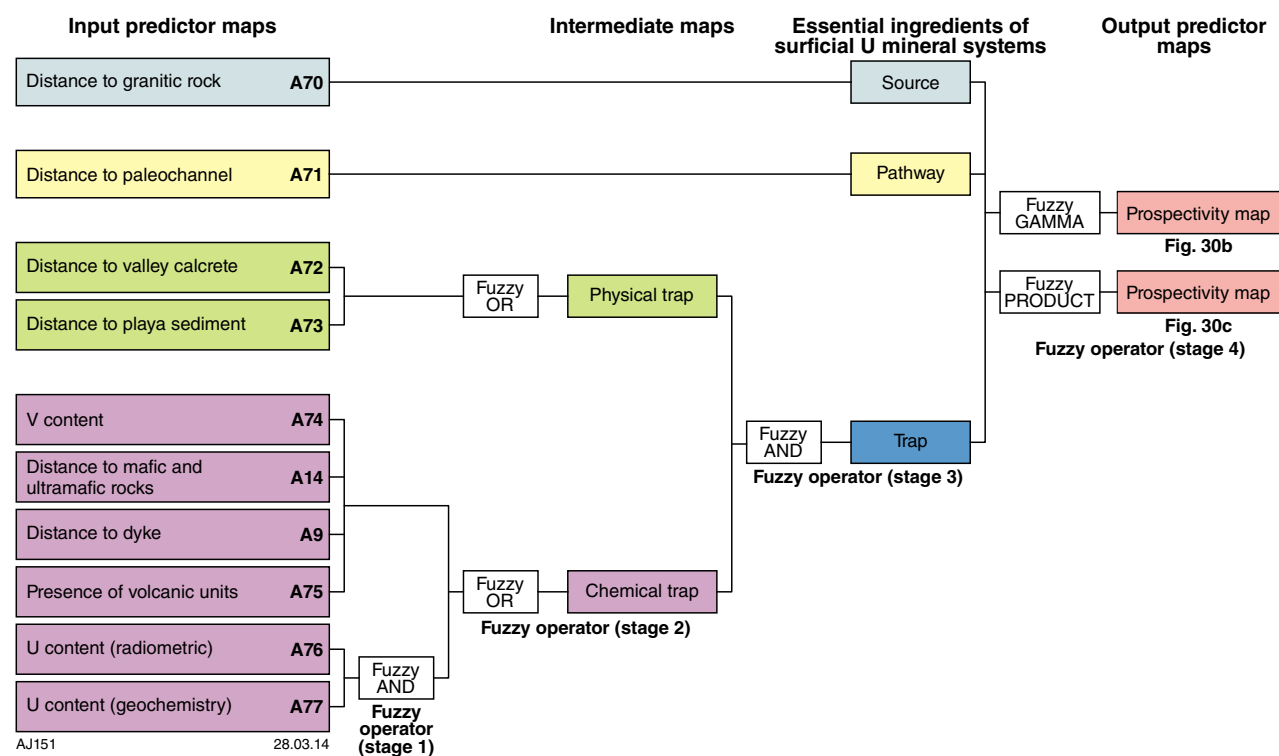 Input predictor maps
Intermediate maps
Essential ingredients of
surficial U mineral systems
Output predictor
maps
Distance to granitic rock A70
Source
Distance to paleochannel A71
Pathway
Fuzzy
GAMMA
Prospectivity map
Fig. 30b
Distance to valley calcrete A72
Distance to playa sediment A73
Fuzzy
OR
Physical trap
Fuzzy
PRODUCT
Prospectivity map
Fig. 30c
Fuzzy operator (stage 4)
V content A74
Distance to mafic and
ultramafic rocks A14
Distance to dyke A9
Presence of volcanic units A75
Fuzzy
AND
Trap
Fuzzy operator (stage 3)
Fuzzy
OR
Chemical trap
Fuzzy operator (stage 2)
U content (radiometric) A76
U content (geochemistry) A77
Fuzzy
AND
Fuzzy
operator
(stage 1)
AJ151 28.03.14